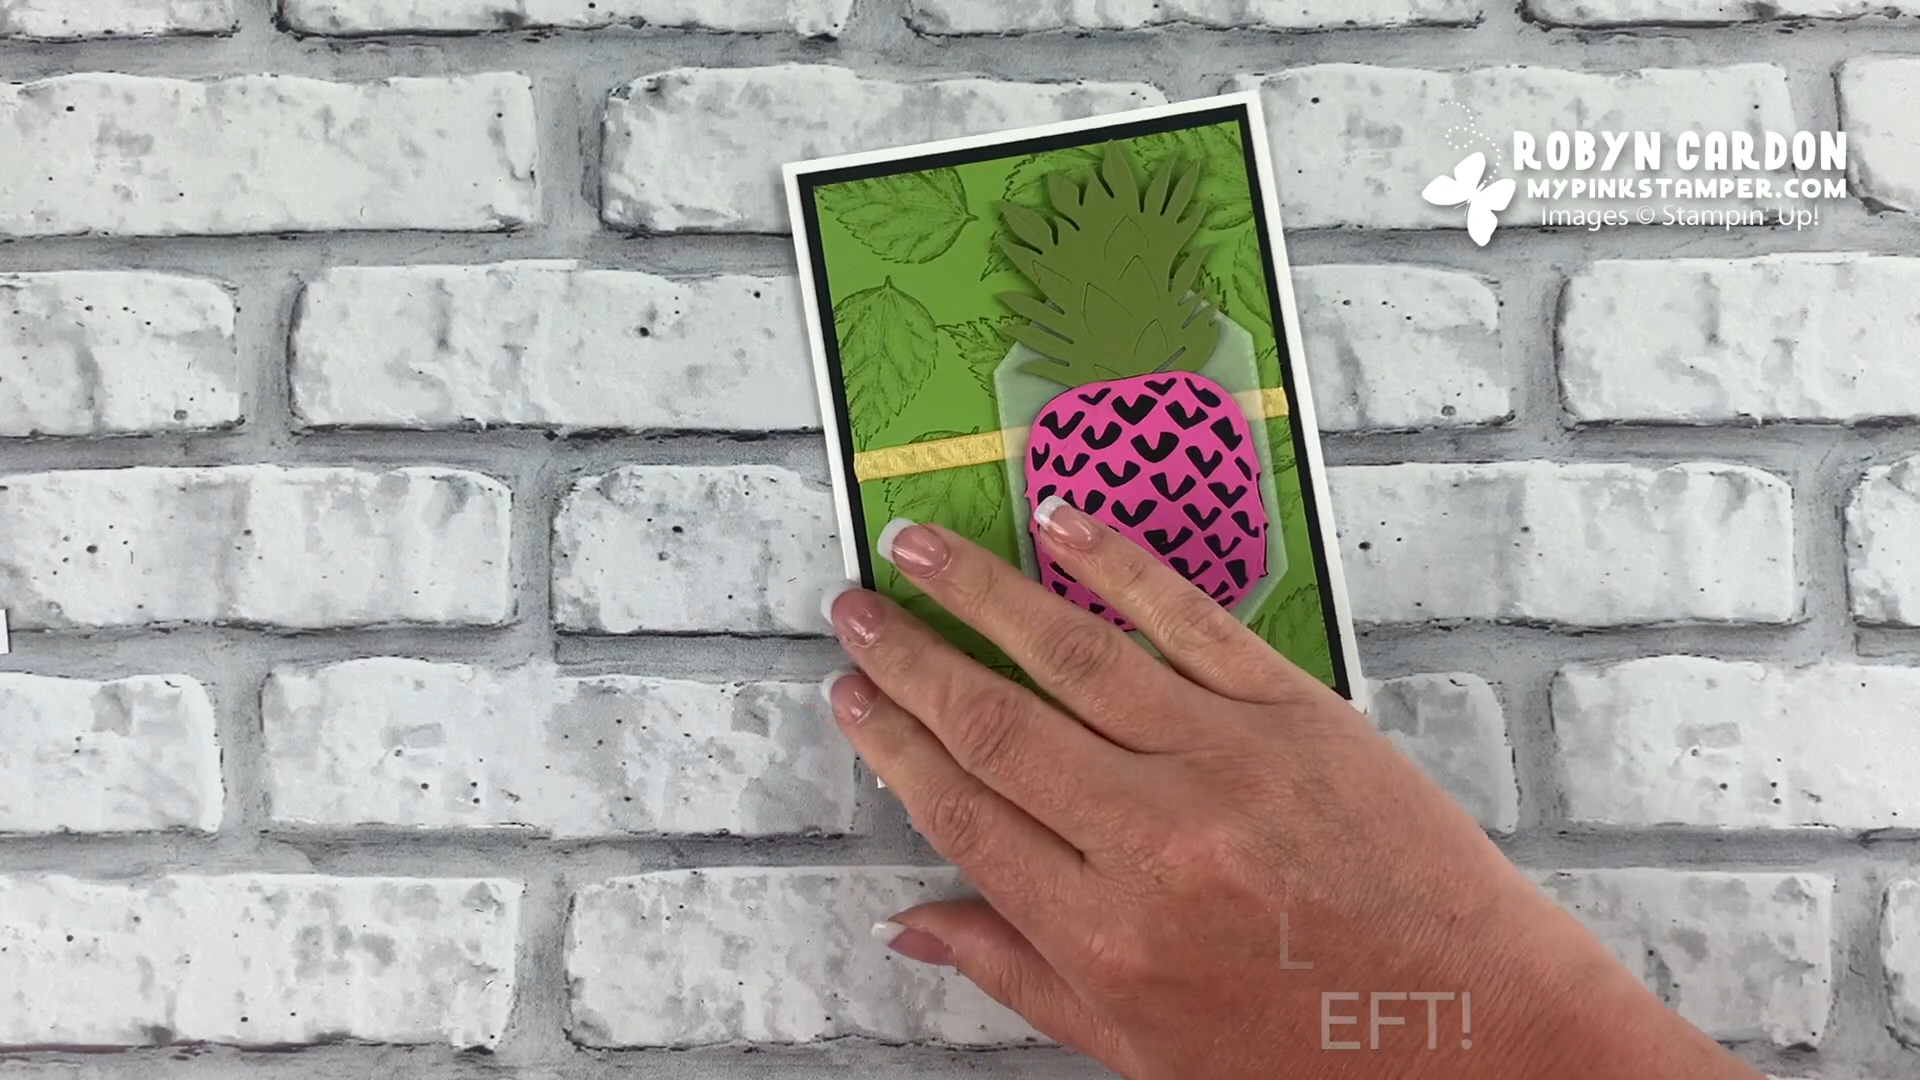 ROBYN CARDON
MYPINKSTAMPER.COM
Images © Stampin' Up!
L
EFT!